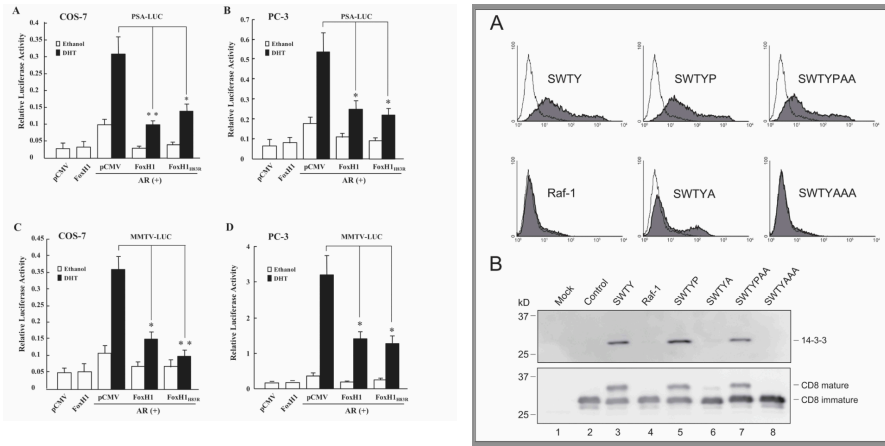 A COS-7 PSA-LUC
Relative Luciferase Activity
Ethanol
DHT
0.4
0.35
0.3
0.25
0.2
0.15
0.1
0.05
0
* *
*
pCMV FoxH1 pCMV FoxH1 FoxH1HR3R
AR (+)
B PC-3 PSA-LUC
Relative Luciferase Activity
Ethanol
DHT
0.7
0.6
0.5
0.4
0.3
0.2
0.1
0
*
*
pCMV FoxH1 pCMV FoxH1
AR (+)
C COS-7 MMTV-LUC
Relative Luciferase Activity
Ethanol
DHT
0.45
0.4
0.35
0.3
0.25
0.2
0.15
0.1
0.05
0
*
* *
pCMV FoxH1 pCMV FoxH1
AR (+)
D PC-3 MMTV-LUC
Relative Luciferase Activity
Ethanol
DHT
4
3
2
1
0
*
*
pCMV FoxH1 pCMV FoxH1
AR (+)
A
SWTY SWTYP SWTYPAA
Raf-1 SWTYA SWTYAAA
B
Mock Control SWTY Raf-1 SWTYP SWTYA SWTYPAA SWTYAAA
kD
37
25
14-3-3
37
25
CD8 mature
CD8 immature
1 2 3 4 5 6 7 8